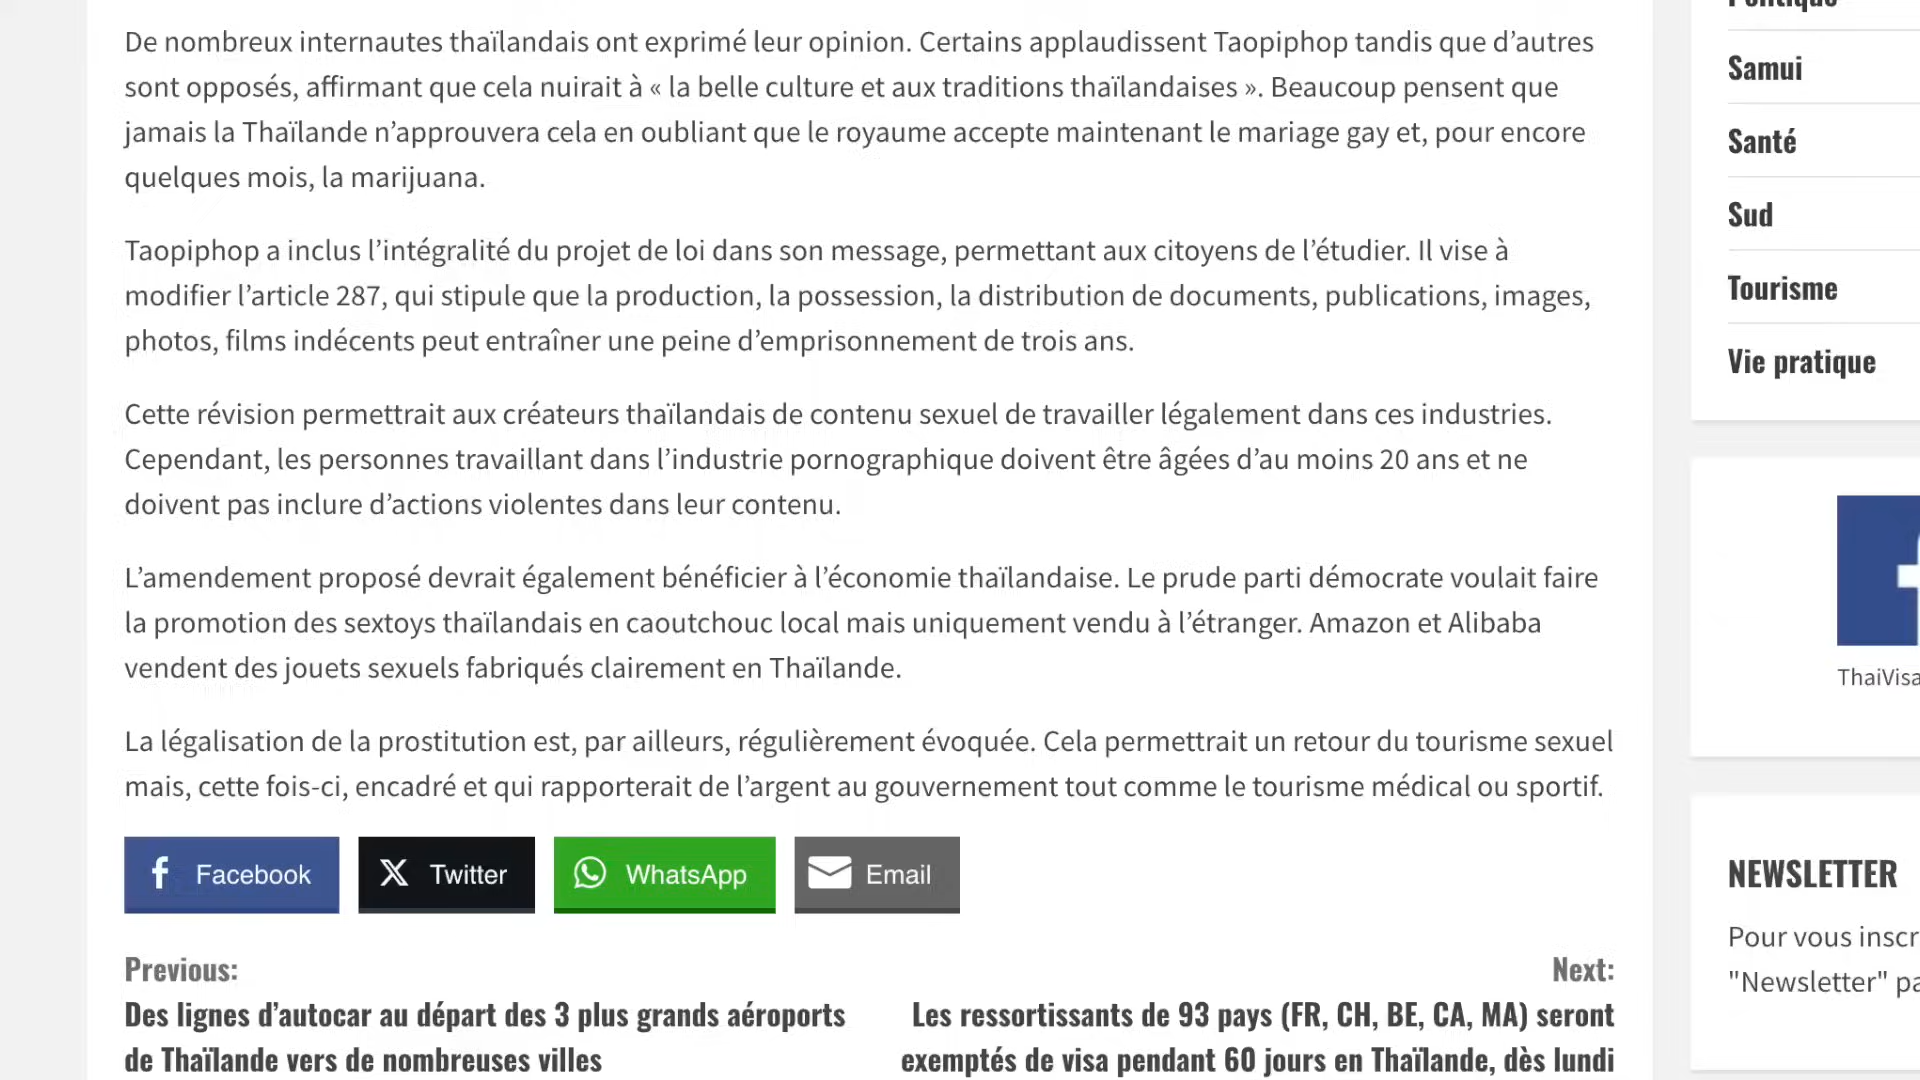 De nombreux internautes thaïlandais ont exprimé leur opinion. Certains applaudissent Taopiphop tandis que d’autres
sont opposés, affirmant que cela nuirait à « la belle culture et aux traditions thaïlandaises ». Beaucoup pensent que
jamais la Thaïlande n’approuvera cela en oubliant que le royaume accepte maintenant le mariage gay et, pour encore
quelques mois, la marijuana.
Taopiphop a inclus l’intégralité du projet de loi dans son message, permettant aux citoyens de l’étudier. Il vise à
modifier l’article 287, qui stipule que la production, la possession, la distribution de documents, publications, images,
photos, films indécents peut entraîner une peine d’emprisonnement de trois ans.
Cette révision permettrait aux créateurs thaïlandais de contenu sexuel de travailler légalement dans ces industries.
Cependant, les personnes travaillant dans l’industrie pornographique doivent être âgées d’au moins 20 ans et ne
doivent pas inclure d’actions violentes dans leur contenu.
L’amendement proposé devrait également bénéficier à l’économie thaïlandaise. Le prude parti démocrate voulait faire
la promotion des sextoys thaïlandais en caoutchouc local mais uniquement vendu à l’étranger. Amazon et Alibaba
vendent des jouets sexuels fabriqués clairement en Thaïlande.
La légalisation de la prostitution est, par ailleurs, régulièrement évoquée. Cela permettrait un retour du tourisme sexuel
mais, cette fois-ci, encadré et qui rapporterait de l’argent au gouvernement tout comme le tourisme médical ou sportif.
Facebook
Twitter
WhatsApp
Email
Previous:
Des lignes d’autocar au départ des 3 plus grands aéroports
de Thaïlande vers de nombreuses villes
Next:
Les ressortissants de 93 pays (FR, CH, BE, CA, MA) seront
exemptés de visa pendant 60 jours en Thaïlande, dès lundi
Politique
Samui
Santé
Sud
Tourisme
Vie pratique
ThaiVisa
NEWSLETTER
Pour vous inscr
"Newsletter" pa